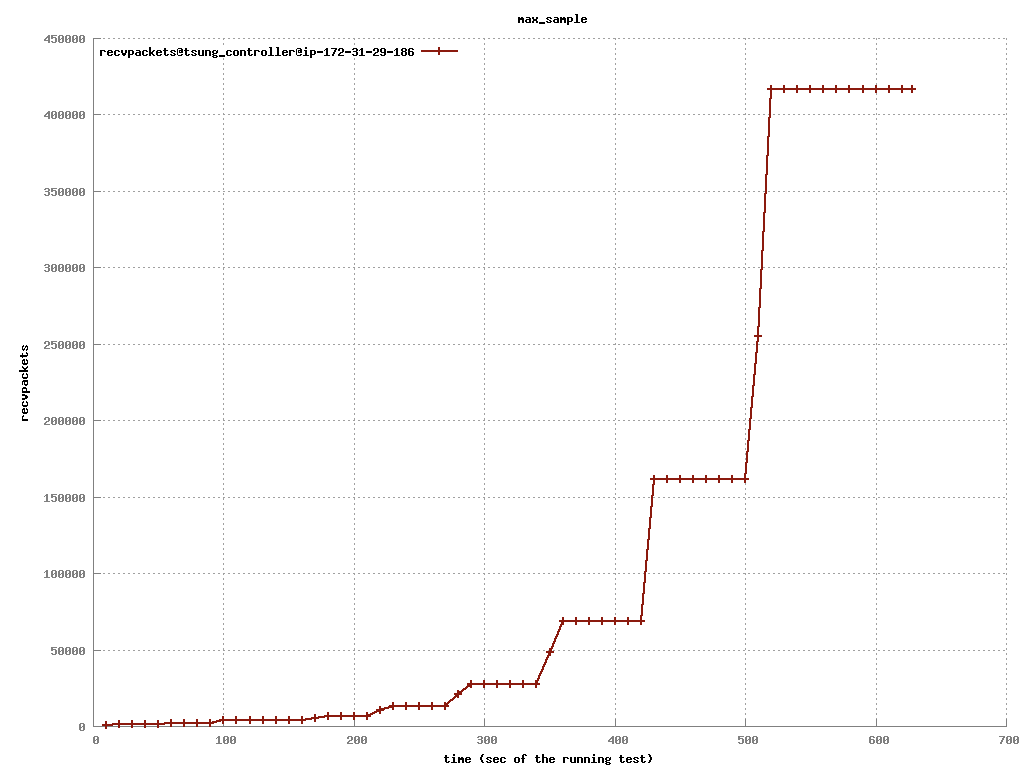 max_sample
450000
recvpackets@tsung_controller@ip-172-31-29-186
400000
350000
300000
250000
recvpackets
200000
150000
100000
50000
0
0 100 200 300 400 500 600 700
time (sec of the running test)